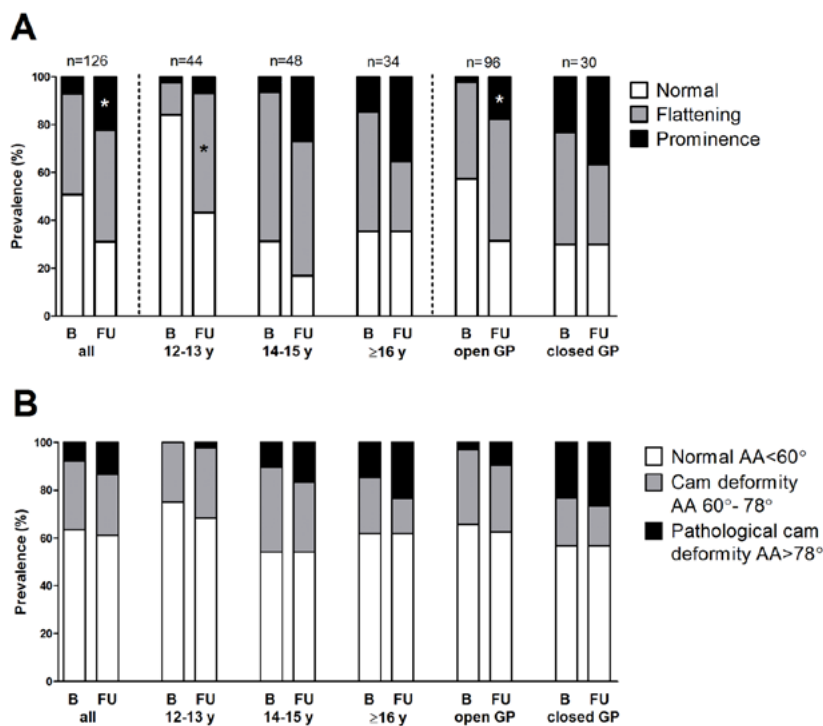 A
n=126 n=44 n=48 n=34 n=96 n=30
100
80
60
40
20
0
Prevalence (%)
* * *
Normal
Flattening
Prominence
B FU B FU B FU B FU B FU B FU
all 12-13 y 14-15 y ≥16 y open GP closed GP
B
100
80
60
40
20
0
Prevalence (%)
Normal AA<60°
Cam deformity
AA 60°- 78°
Pathological cam
deformity AA>78°
B FU B FU B FU B FU B FU B FU
all 12-13 y 14-15 y ≥16 y open GP closed GP